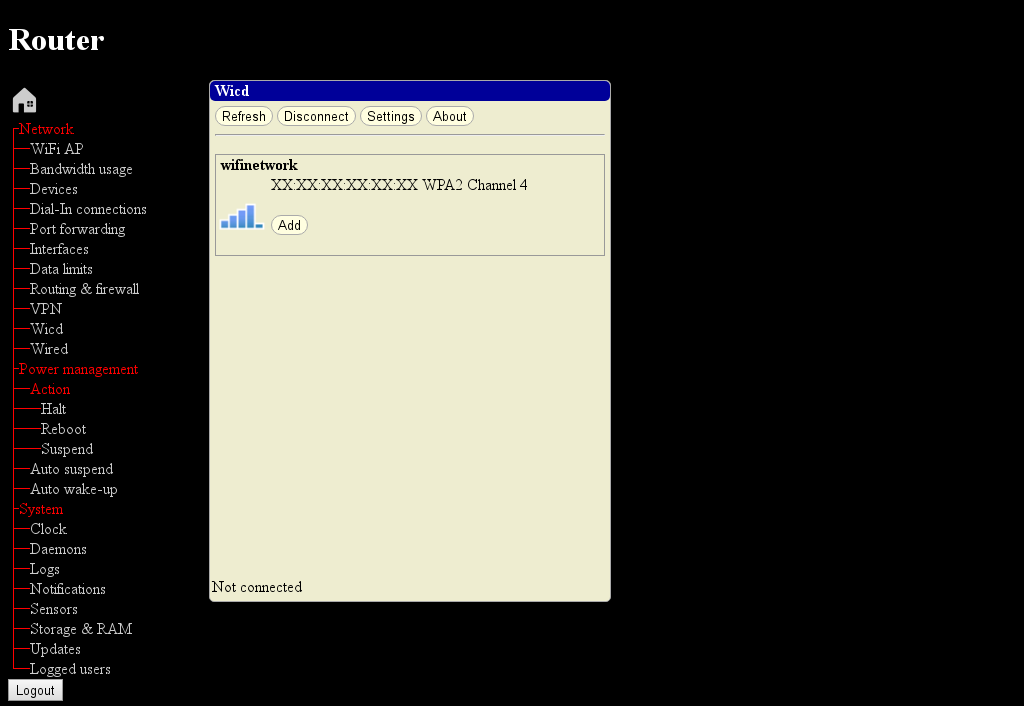 Router
Network
WiFi AP
Bandwidth usage
Devices
Dial-In connections
Port forwarding
Interfaces
Data limits
Routing & firewall
VPN
Wicd
Wired
Power management
Action
Halt
Reboot
Suspend
Auto suspend
Auto wake-up
System
Clock
Daemons
Logs
Notifications
Sensors
Storage & RAM
Updates
Logged users
Logout
Wicd
Refresh Disconnect Settings About
wifinetwork
XX:XX:XX:XX:XX:XX WPA2 Channel 4
Add
Not connected